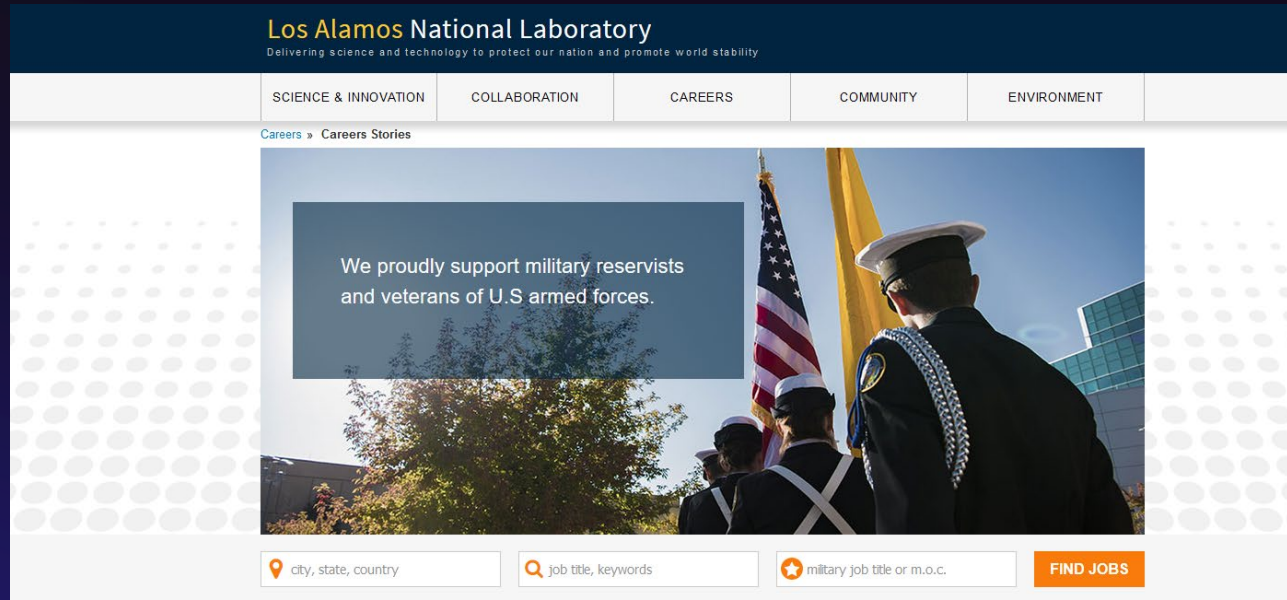 Los Alamos National Laboratory
Delivering science and technology to protect our nation and promote world stability
SCIENCE & INNOVATION
COLLABORATION
CAREERS
COMMUNITY
ENVIRONMENT
Careers » Careers Stories
We proudly support military reservists
and veterans of U.S armed forces.
city, state, country
job title, keywords
military job title or m.o.c.
FIND JOBS